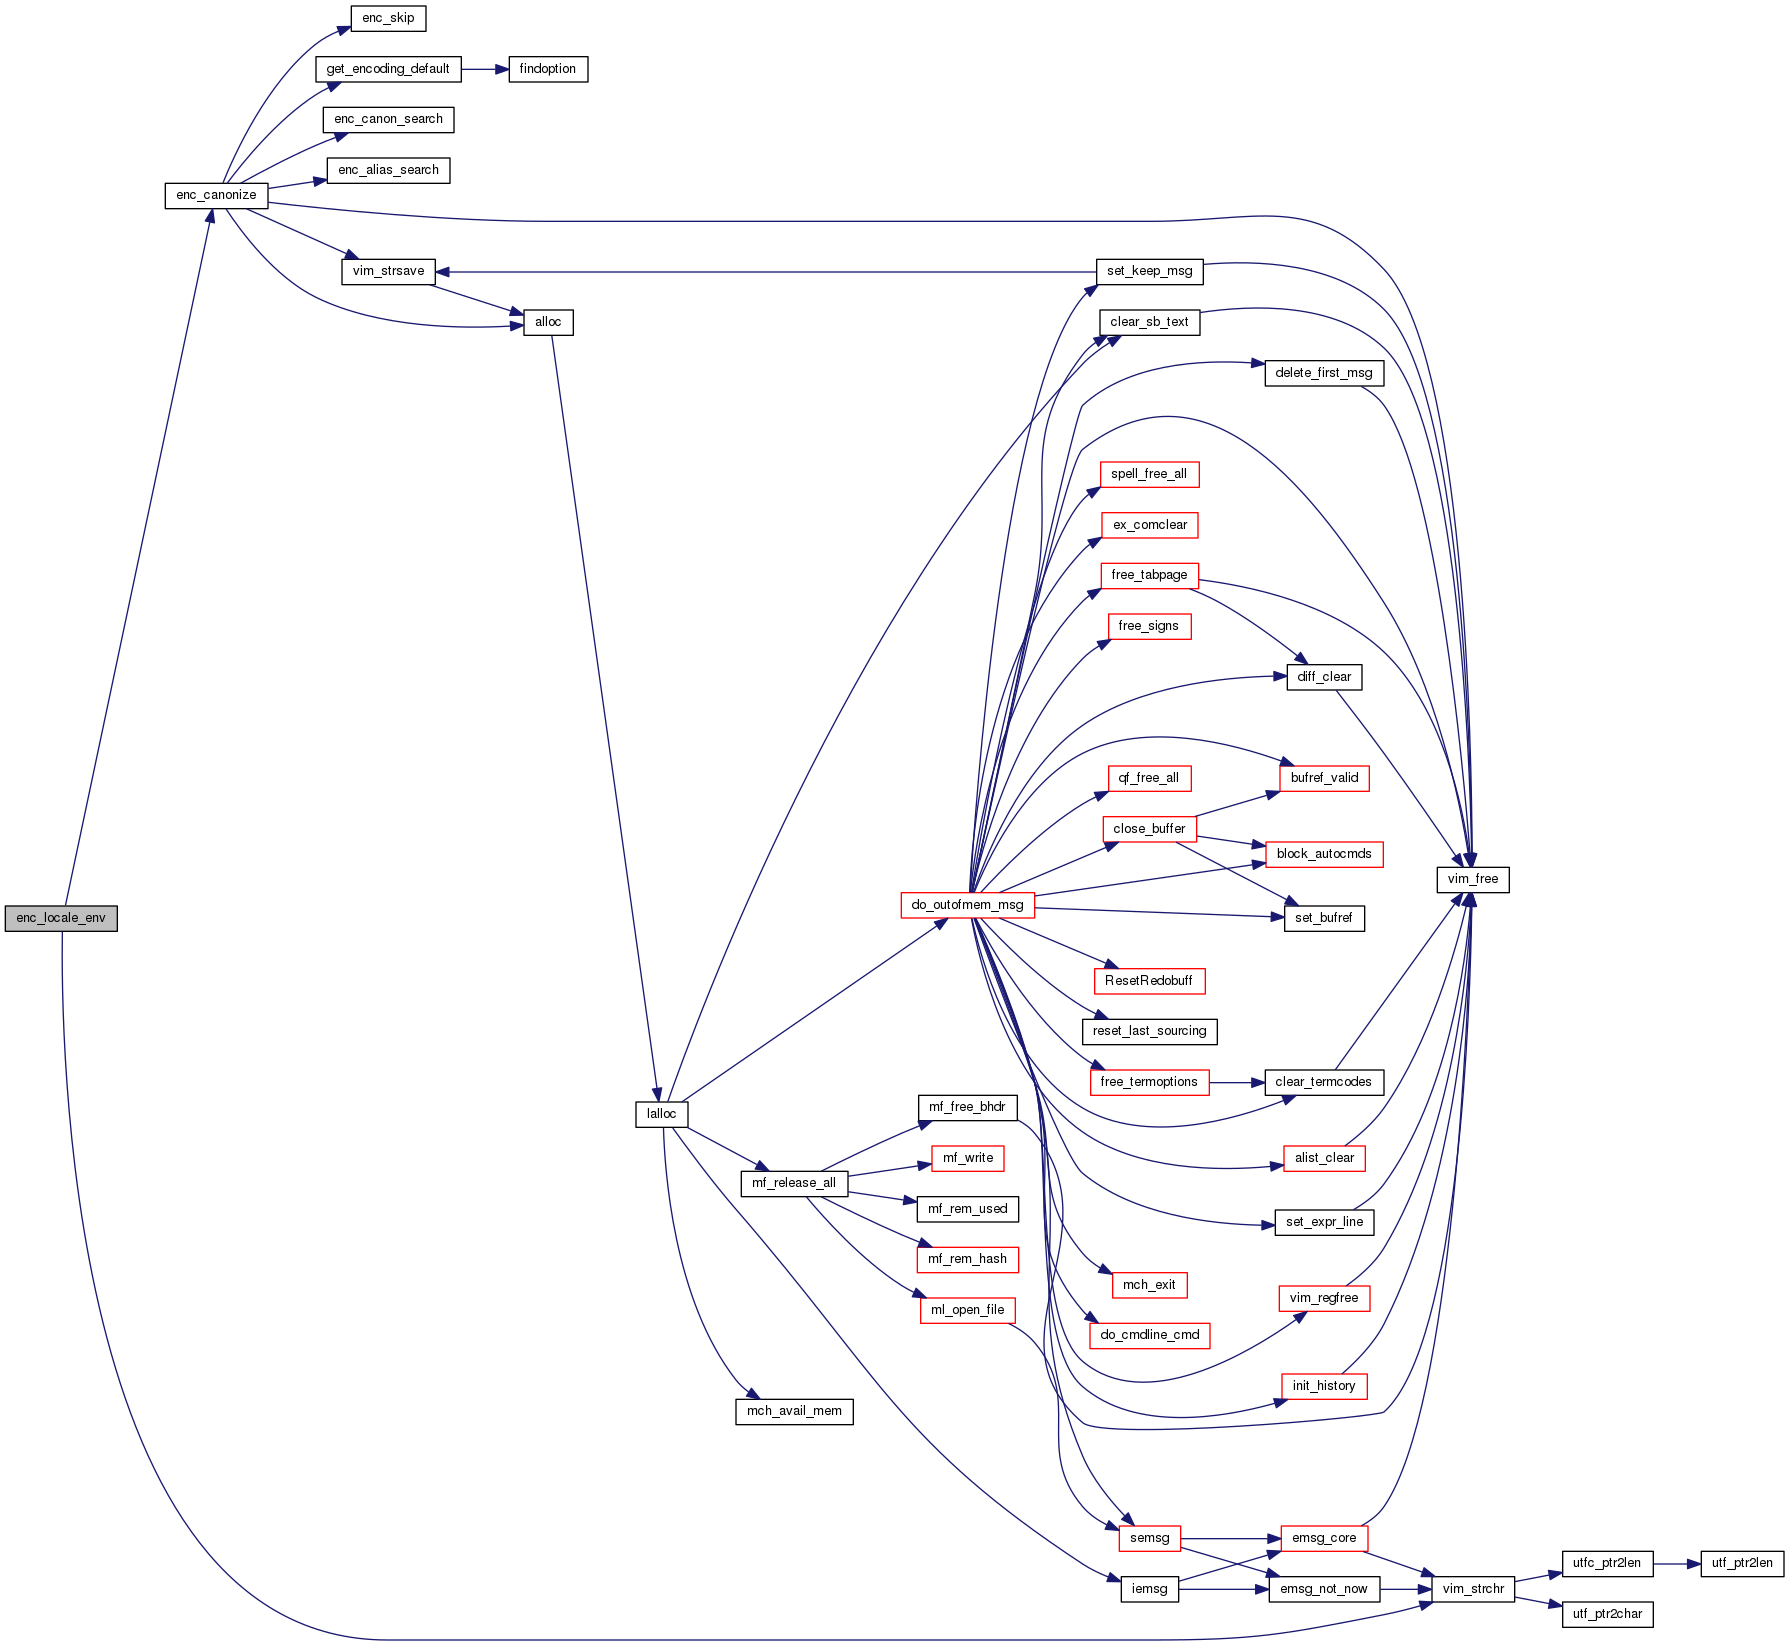 enc_skip
get_encoding_default
findoption
enc_canon_search
enc_alias_search
enc_canonize
vim_strsave
set_keep_msg
alloc
clear_sb_text
delete_first_msg
spell_free_all
ex_comclear
free_tabpage
free_signs
diff_clear
qf_free_all
bufref_valid
close_buffer
block_autocmds
vim_free
do_outofmem_msg
enc_locale_env
set_bufref
ResetRedobuff
reset_last_sourcing
free_termoptions
clear_termcodes
mf_free_bhdr
lalloc
mf_write
alist_clear
mf_release_all
mf_rem_used
set_expr_line
mf_rem_hash
mch_exit
vim_regfree
ml_open_file
do_cmdline_cmd
init_history
mch_avail_mem
semsg
emsg_core
utfc_ptr2len
utf_ptr2len
iemsg
emsg_not_now
vim_strchr
utf_ptr2char